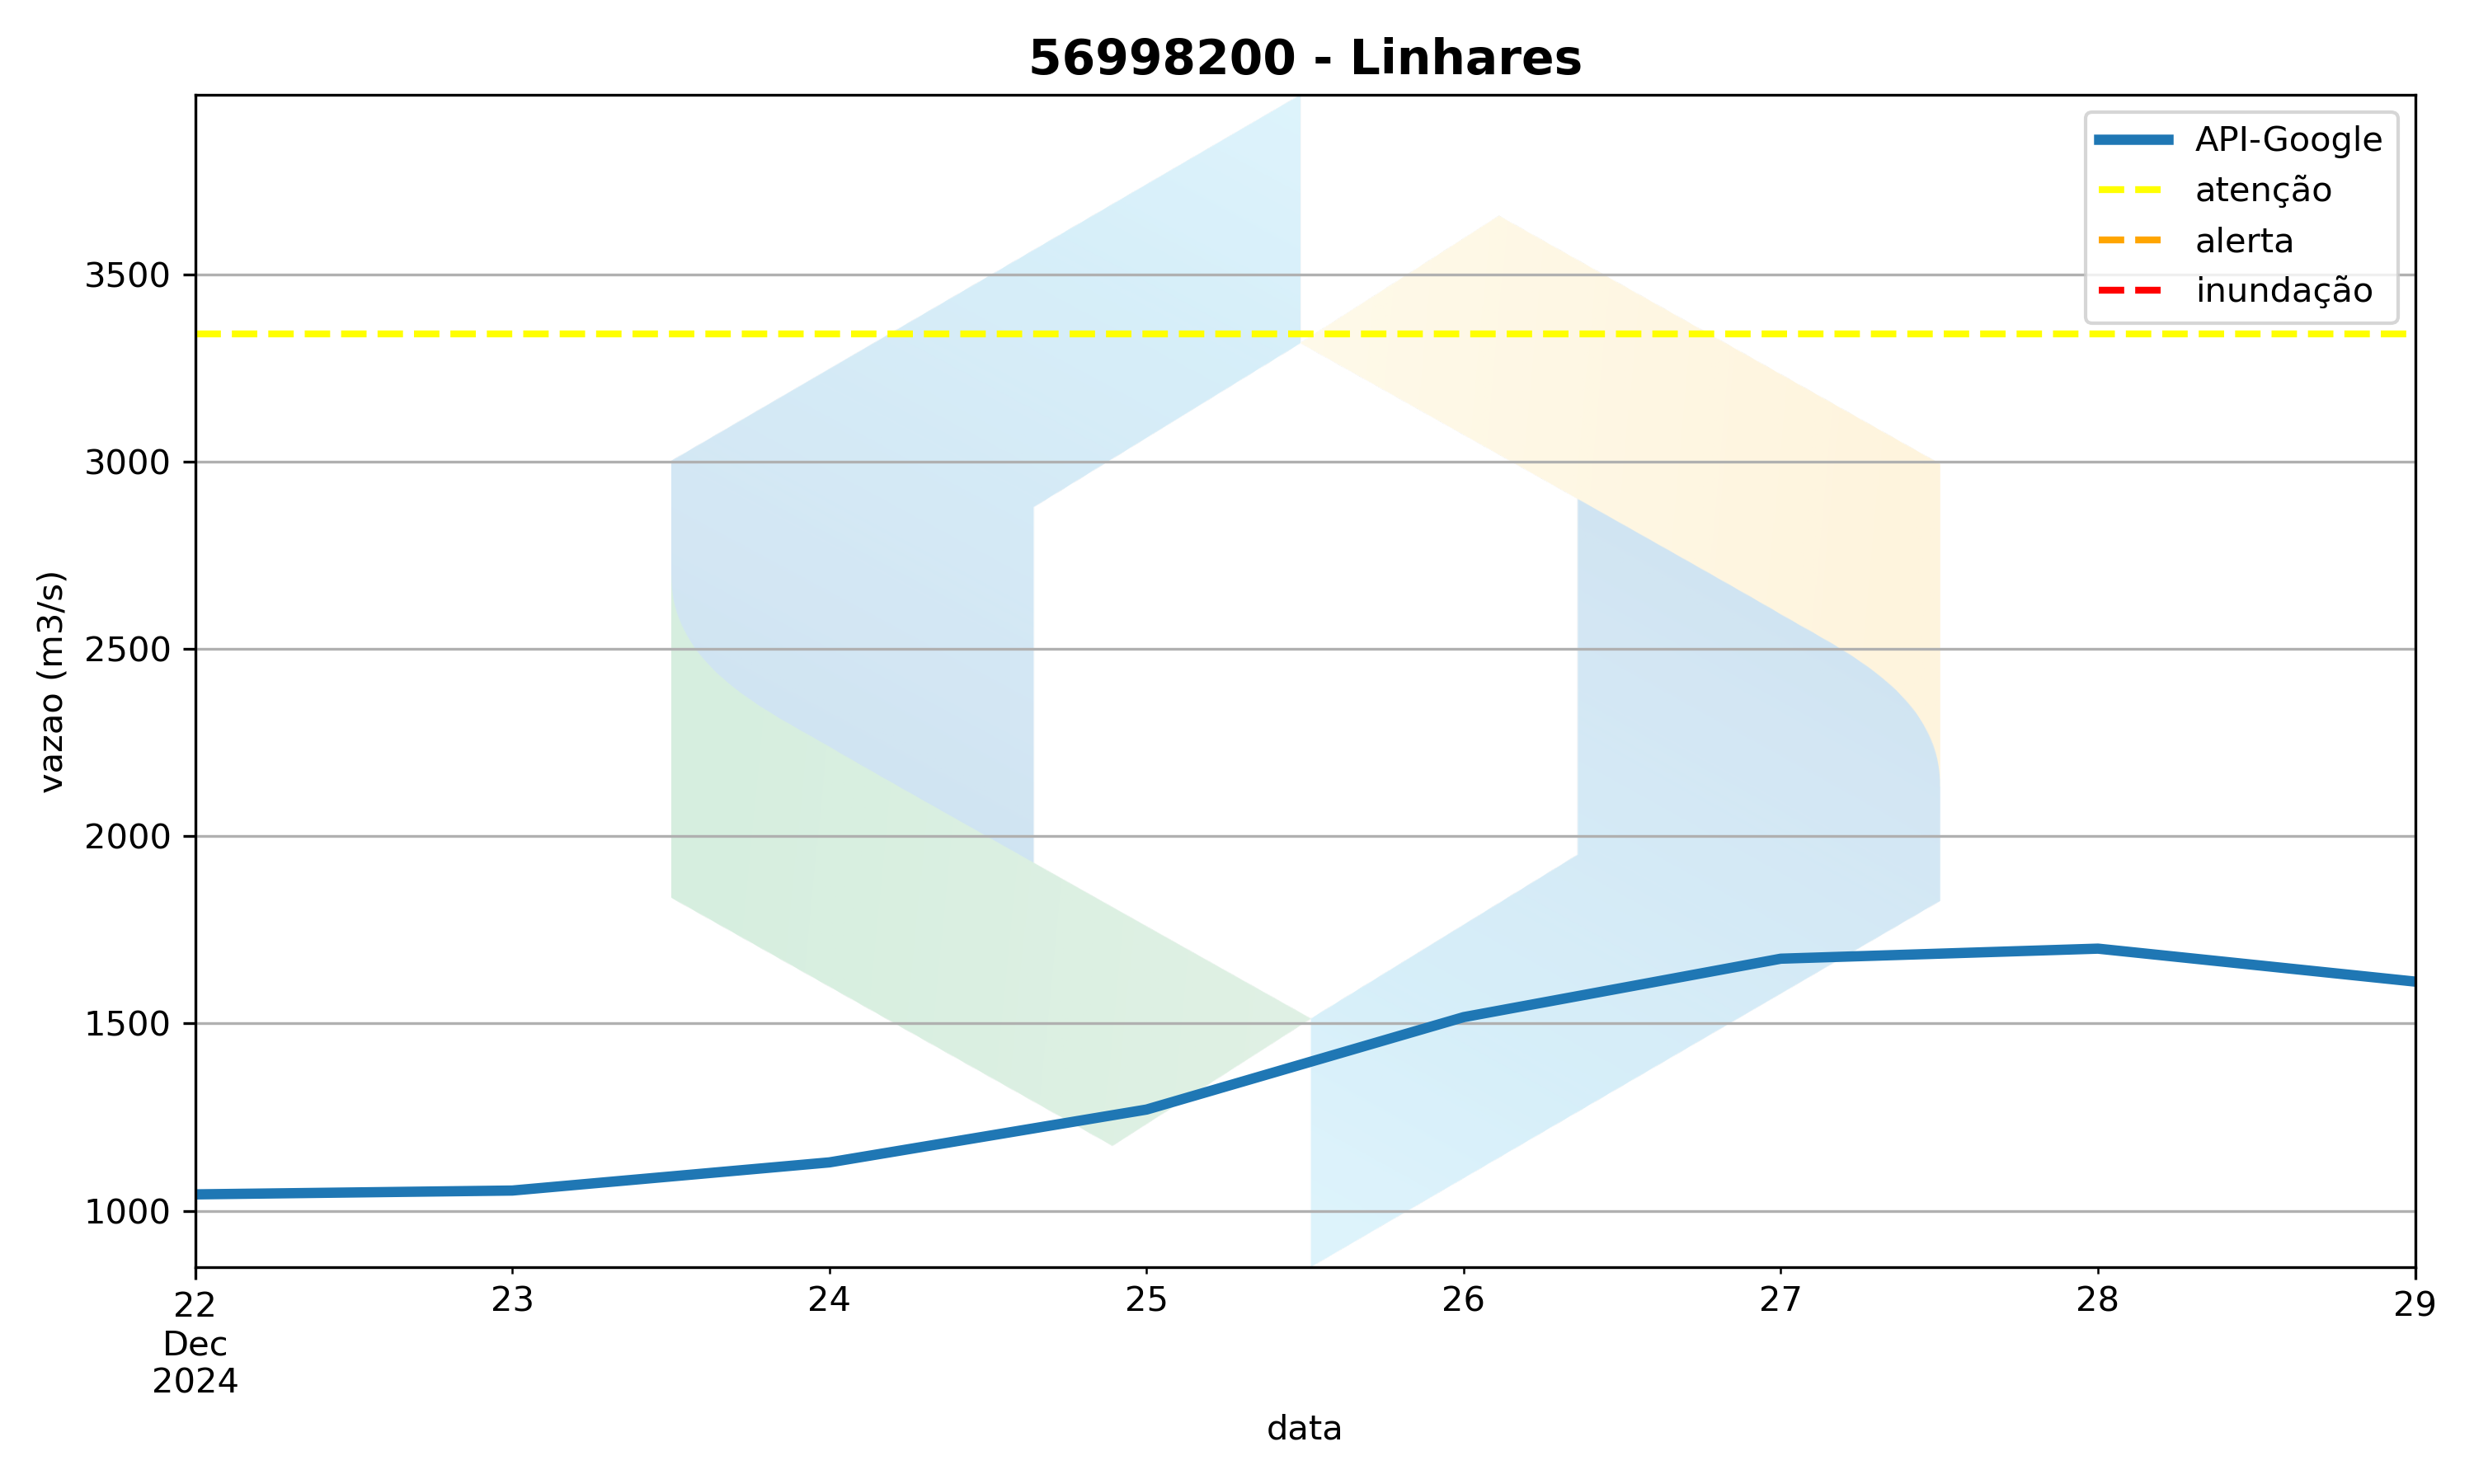 56998200 - Linhares
API-Google
atenção
alerta
inundação
vazao (m3/s)
3500
3000
2500
2000
1500
1000
22 23 24 25 26 27 28 29
Dec
2024
data